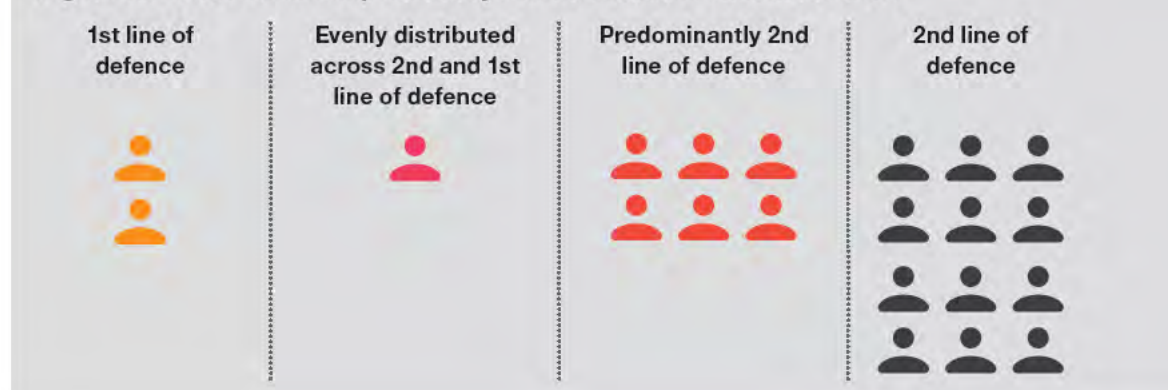 1st line of
defence
Evenly distributed
across 2nd and 1st
line of defence
Predominantly 2nd
line of defence
2nd line of
defence